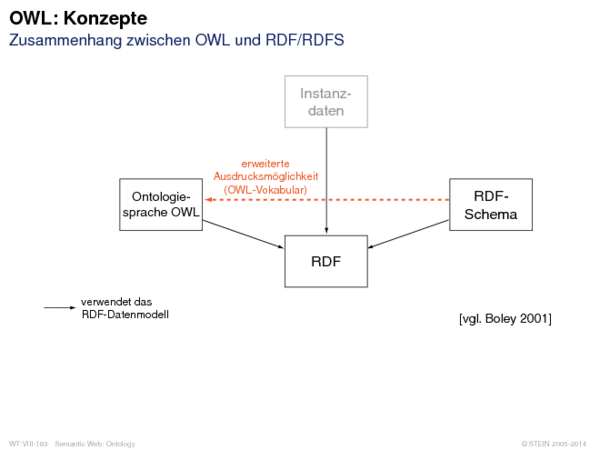 OWL: Konzepte
Zusammenhang zwischen OWL und RDF/RDFS
Instanz-
daten
erweiterte
Ausdrucksmöglichkeit
(OWL-Vokabular)
Ontologie-
sprache OWL
RDF-
Schema
RDF
verwendet das
RDF-Datenmodell
[vgl. Boley 2001]
WT:VIII-163 Semantic Web: Ontology
© STEIN 2005-2014